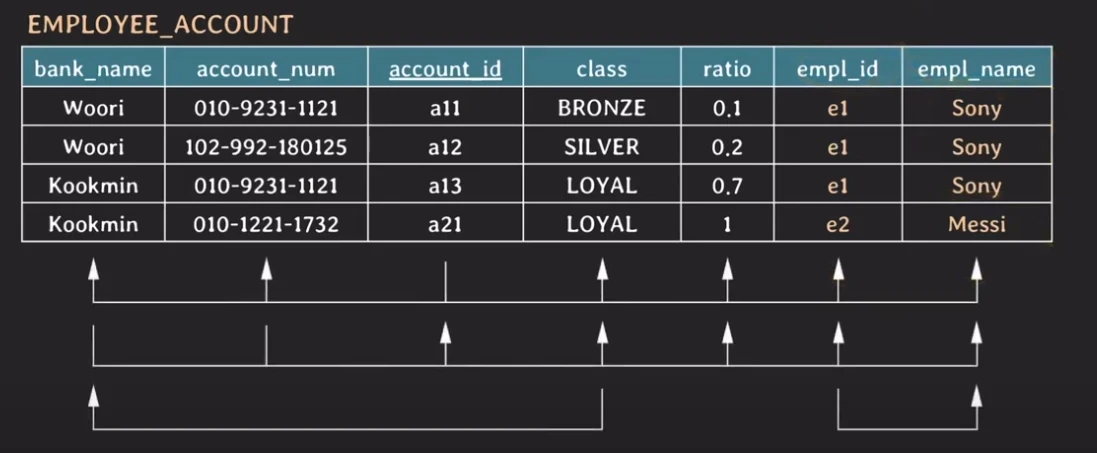 EMPLOYEE_ACCOUNT
bank_name account_num account_id class ratio empl_id empl_name
Woori 010-9231-1121 a11 BRONZE 0.1 e1 Sony
Woori 102-992-180125 a12 SILVER 0.2 e1 Sony
Kookmin 010-9231-1121 a13 LOYAL 0.7 e1 Sony
Kookmin 010-1221-1732 a21 LOYAL 1 e2 Messi